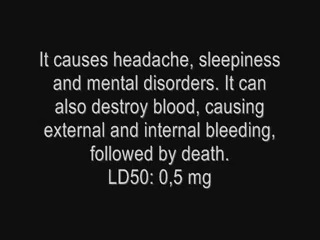 It causes headache, sleepiness
and mental disorders. It can
also destroy blood, causing
external and internal bleeding,
followed by death.
LD50: 0,5 mg